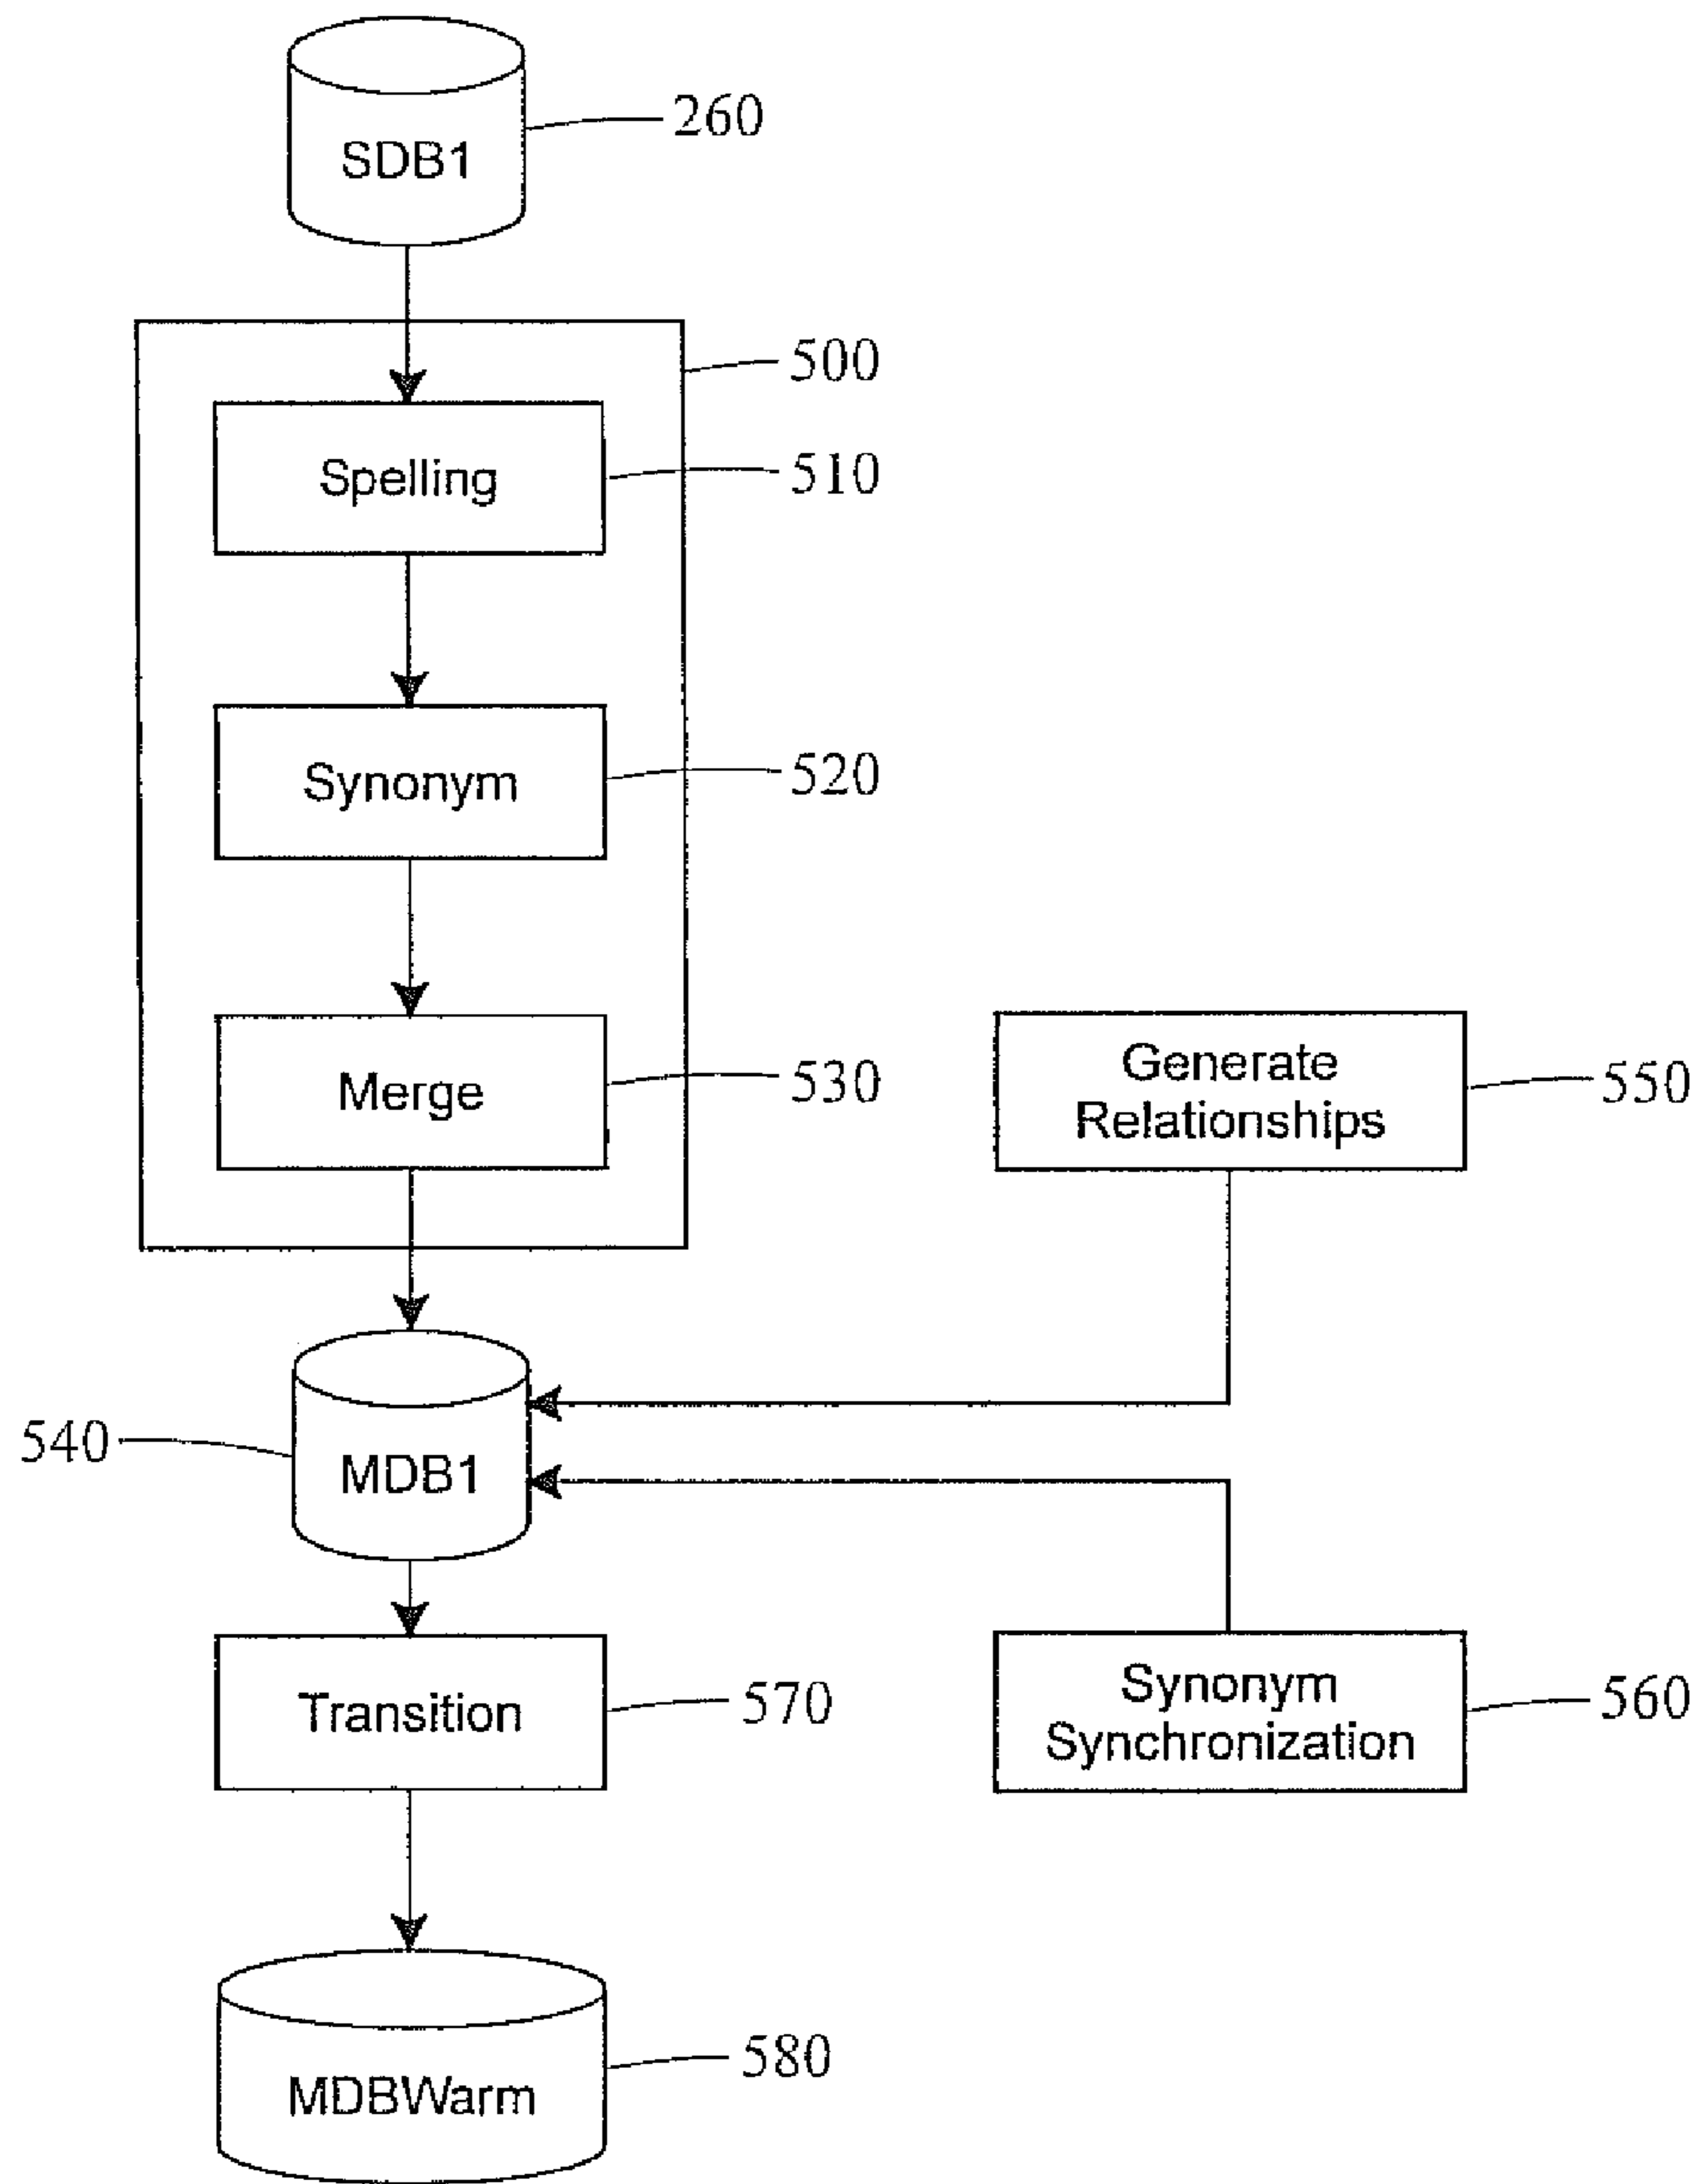 260
SDB1
500
Spelling
510
Synonym
520
Merge
530
Generate
Relationships
550
540
MDB1
Transition
570
Synonym
Synchronization
560
MDBWarm
580